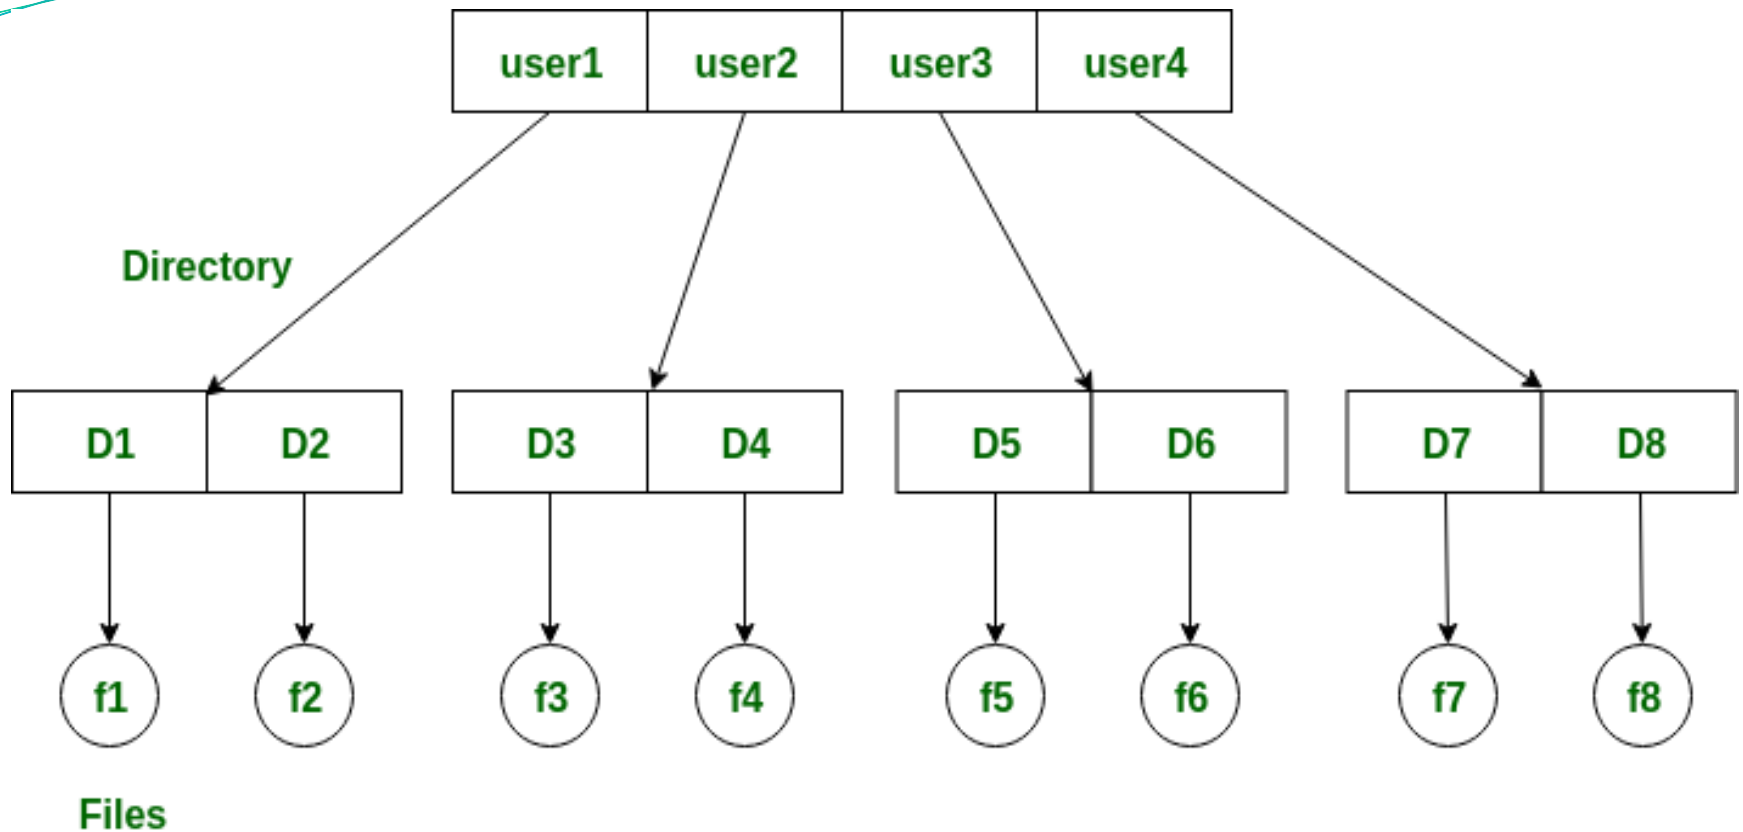 user1 user2 user3 user4
Directory
D1 D2 D3 D4 D5 D6 D7 D8
f1 f2 f3 f4 f5 f6 f7 f8
Files